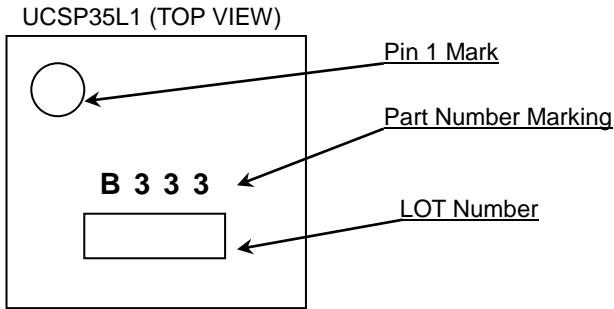 UCSP35L1 (TOP VIEW)
Pin 1 Mark
Part Number Marking
B 3 3 3
LOT Number